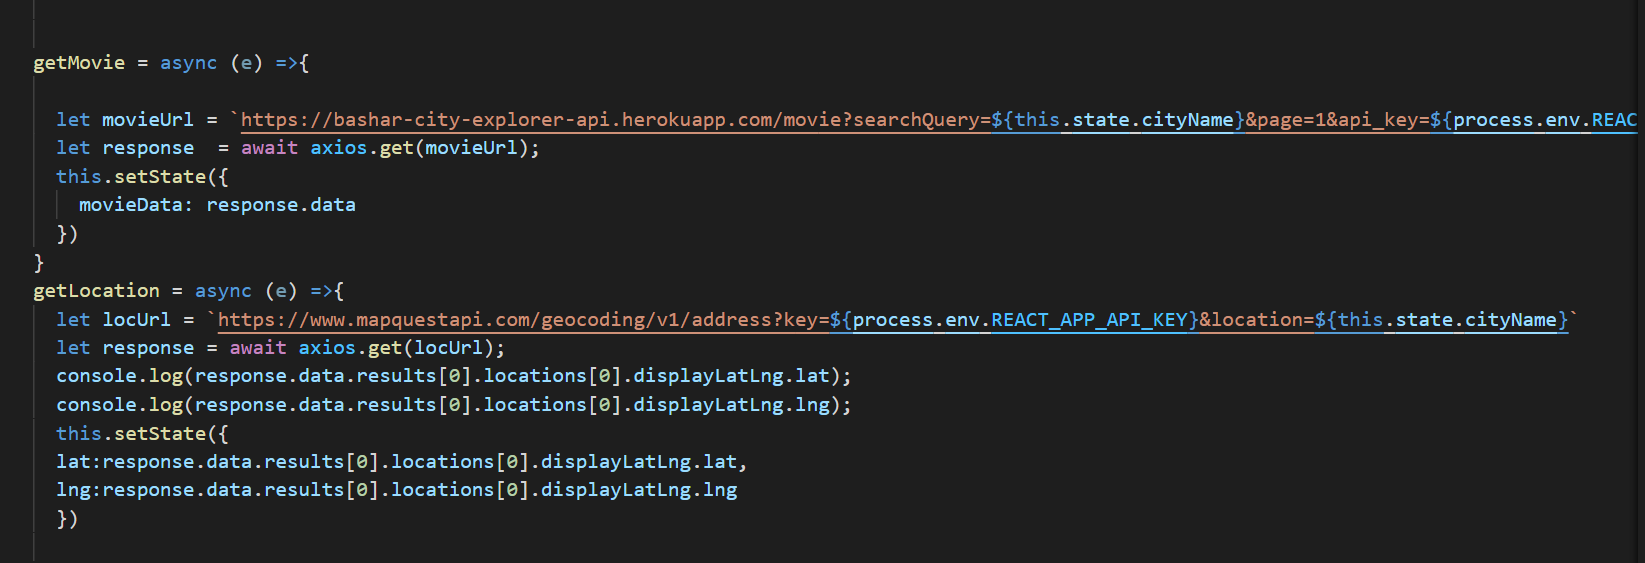 getMovie = async (e) =>{
let movieUrl = `https://bashar-city-explorer-api.herokuapp.com/movie?searchQuery=${this.state.cityName}&page=1&api_key=${process.env.REAC
let response  = await axios.get(movieUrl);
this.setState({
movieData: response.data
})
}
getLocation = async (e) =>{
let locUrl = `https://www.mapquestapi.com/geocoding/v1/address?key=${process.env.REACT_APP_API_KEY}&location=${this.state.cityName}`
let response = await axios.get(locUrl);
console.log(response.data.results[0].locations[0].displayLatLng.lat);
console.log(response.data.results[0].locations[0].displayLatLng.lng);
this.setState({
lat:response.data.results[0].locations[0].displayLatLng.lat,
lng:response.data.results[0].locations[0].displayLatLng.lng
})